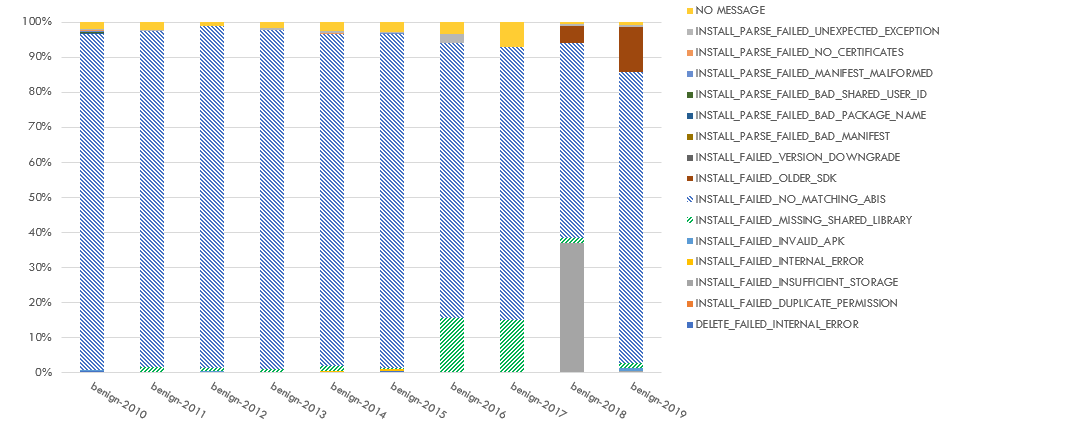 100%
90%
80%
70%
60%
50%
40%
30%
20%
10%
0%
benign-2010
benign-2011
benign-2012
benign-2013
benign-2014
benign-2015
benign-2016
benign-2017
benign-2018
benign-2019
NO MESSAGE
INSTALL_PARSE_FAILED_UNEXPECTED_EXCEPTION
INSTALL_PARSE_FAILED_NO_CERTIFICATES
INSTALL_PARSE_FAILED_MANIFEST_MALFORMED
INSTALL_PARSE_FAILED_BAD_SHARED_USER_ID
INSTALL_PARSE_FAILED_BAD_PACKAGE_NAME
INSTALL_PARSE_FAILED_BAD_MANIFEST
INSTALL_FAILED_VERSION_DOWNGRADE
INSTALL_FAILED_OLDER_SDK
INSTALL_FAILED_NO_MATCHING_ABIS
INSTALL_FAILED_MISSING_SHARED_LIBRARY
INSTALL_FAILED_INVALID_APK
INSTALL_FAILED_INTERNAL_ERROR
INSTALL_FAILED_INSUFFICIENT_STORAGE
INSTALL_FAILED_DUPLICATE_PERMISSION
DELETE_FAILED_INTERNAL_ERROR